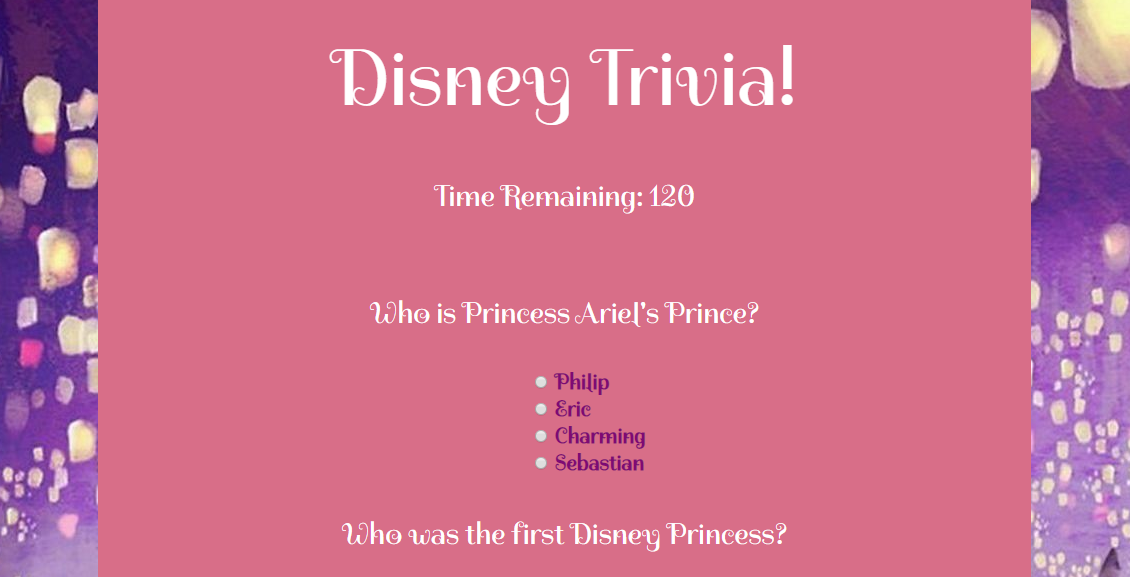 Disney Trivia!
Time Remaining: 120
Who is Princess Ariel's Prince?
Philip
Eric
Charming
Sebastian
Who was the first Disney Princess?